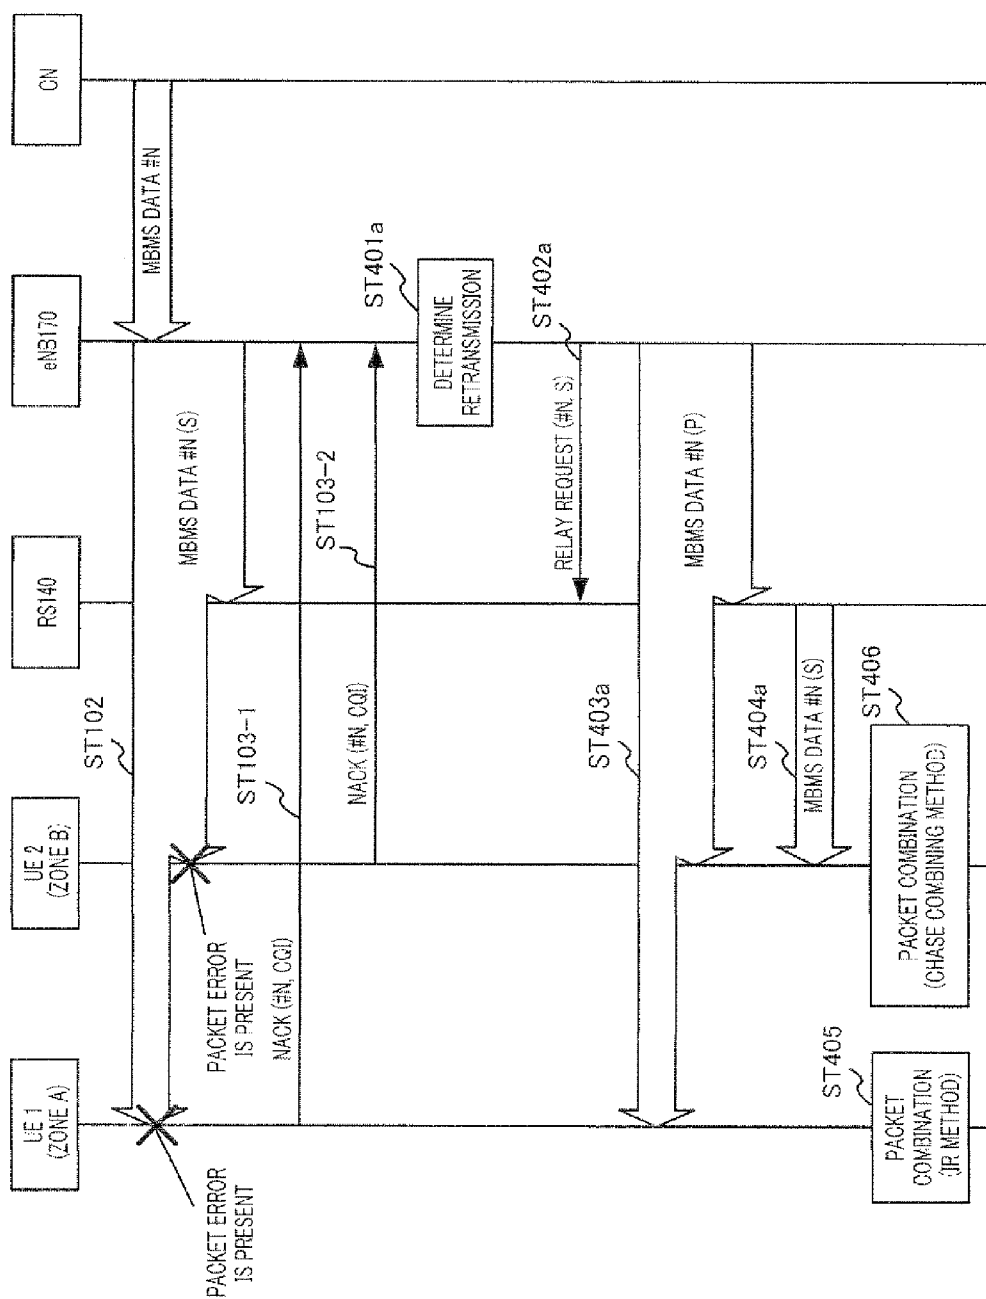 UE 1
(ZONE A)
UE 2
(ZONE B)
RS140
eNB170
CN
MBMS DATA #N
ST102
MBMS DATA #N (S)
PACKET ERROR
IS PRESENT
PACKET ERROR
IS PRESENT
ST103-1
NACK (#N, CQI)
ST103-2
NACK (#N, CQI)
ST401a
DETERMINE
RETRANSMISSION
ST402a
RELAY REQUEST (#N, S)
ST403a
MBMS DATA #N (P)
ST404a
MBMS DATA #N (S)
ST405
PACKET
COMBINATION
(IR METHOD)
ST406
PACKET COMBINATION
(CHASE COMBINING METHOD)